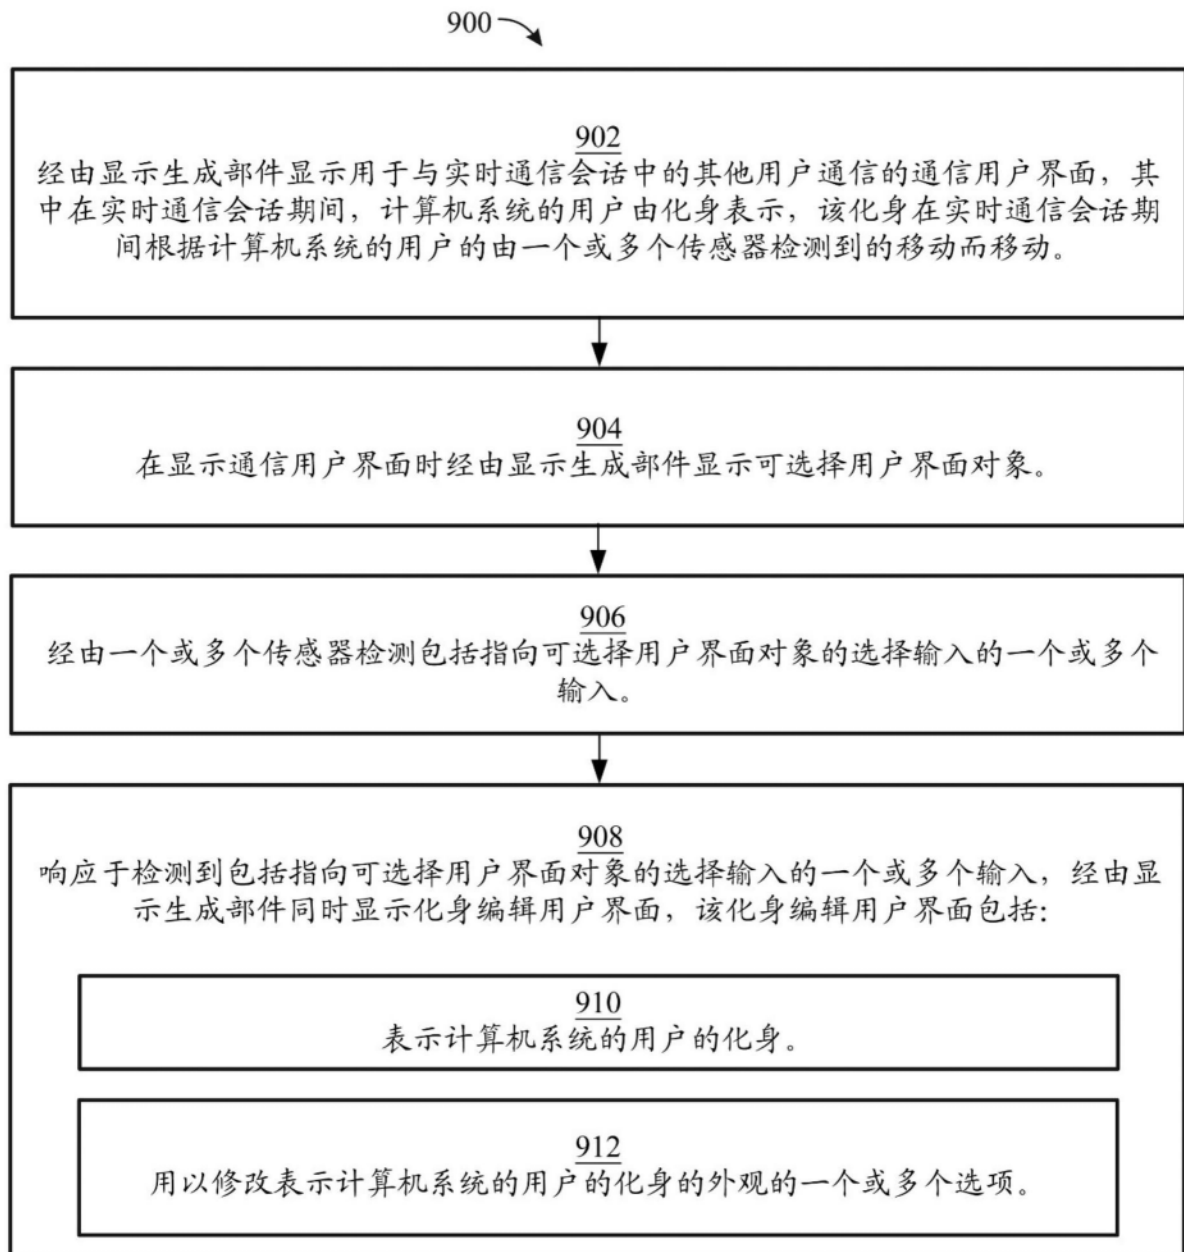 900
902
经由显示生成部件显示用于与实时通信会话中的其他用户通信的通信用户界面，其
中在实时通信会话期间，计算机系统的用户由化身表示，该化身在实时通信会话期
间根据计算机系统的用户的由一个或多个传感器检测到的移动而移动。
904
在显示通信用户界面时经由显示生成部件显示可选择用户界面对象。
906
经由一个或多个传感器检测包括指向可选择用户界面对象的选择输入的一个或多个
输入。
908
响应于检测到包括指向可选择用户界面对象的选择输入的一个或多个输入，经由显
示生成部件同时显示化身编辑用户界面，该化身编辑用户界面包括：
910
表示计算机系统的用户的化身。
912
用以修改表示计算机系统的用户的化身的外观的一个或多个选项。